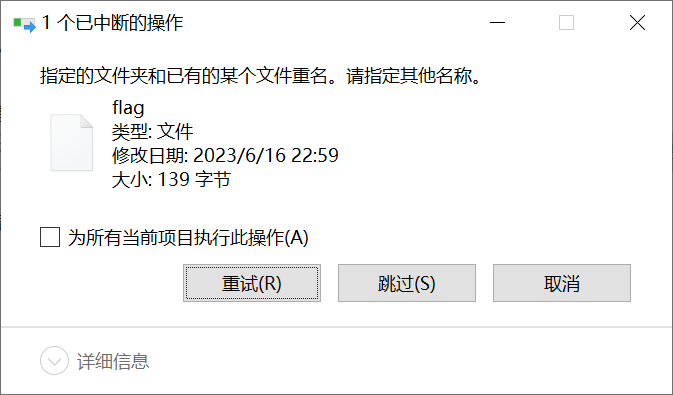 1 个已中断的操作
指定的文件夹和已有的某个文件重名。请指定其他名称。
flag
类型: 文件
修改日期: 2023/6/16 22:59
大小: 139 字节
为所有当前项目执行此操作(A)
重试(R) 跳过(S) 取消
详细信息